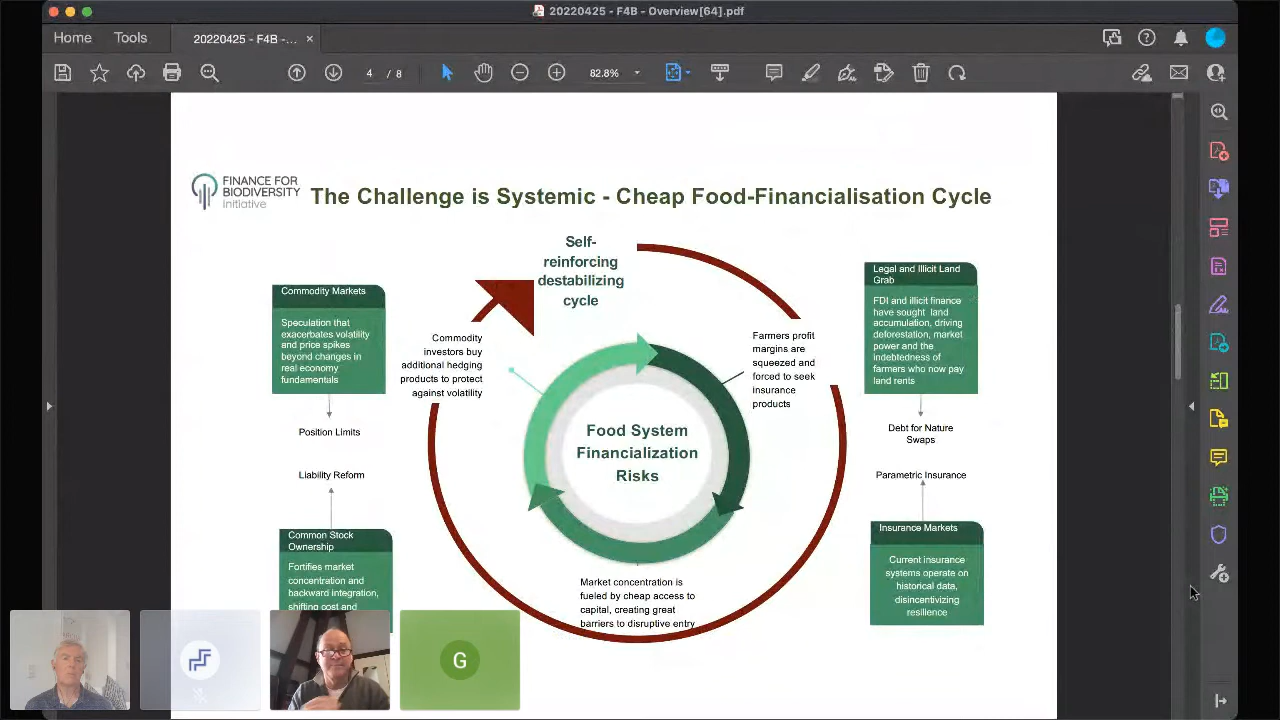 20220425 - F4B - Overview[64].pdf
Home
Tools
20220425 - F4B -...
×
4 / 8
82.8%
FINANCE FOR
BIODIVERSITY
Initiative
The Challenge is Systemic - Cheap Food-Financialisation Cycle
Self-
reinforcing
destabilizing
cycle
Commodity Markets
Speculation that
exacerbates volatility
and price spikes
beyond changes in
real economy
fundamentals
Position Limits
Liability Reform
Common Stock
Ownership
Fortifies market
concentration and
backward integration,
shifting cost and
Commodity
investors buy
additional hedging
products to protect
against volatility
Food System
Financialization
Risks
Farmers profit
margins are
squeezed and
forced to seek
insurance
products
Market concentration is
fueled by cheap access to
capital, creating great
barriers to disruptive entry
Legal and Illicit Land
Grab
FDI and illicit finance
have sought land
accumulation, driving
deforestation, market
power and the
indebtedness of
farmers who now pay
land rents
Debt for Nature
Swaps
Parametric Insurance
Insurance Markets
Current insurance
systems operate on
historical data,
disincentivizing
resilience
G